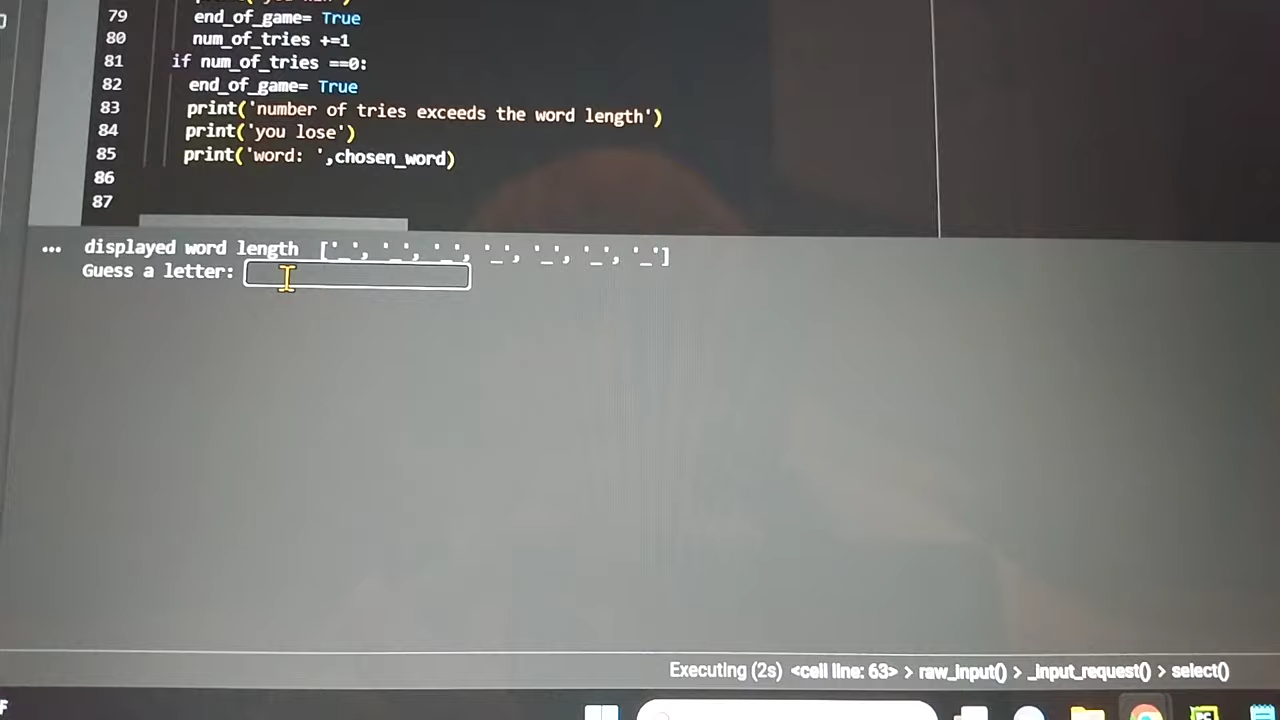 79 end_of_game= True
80 num_of_tries +=1
81 if num_of_tries ==0:
82 end_of_game= True
83 print('number of tries exceeds the word length')
84 print('you lose')
85 print('word: ',chosen_word)
86
87
... displayed word length ['_', '_', '_', '_', '_', '_', '_']
Guess a letter:
Executing (2s) <cell line: 63> > raw_input() > _input_request() > select()